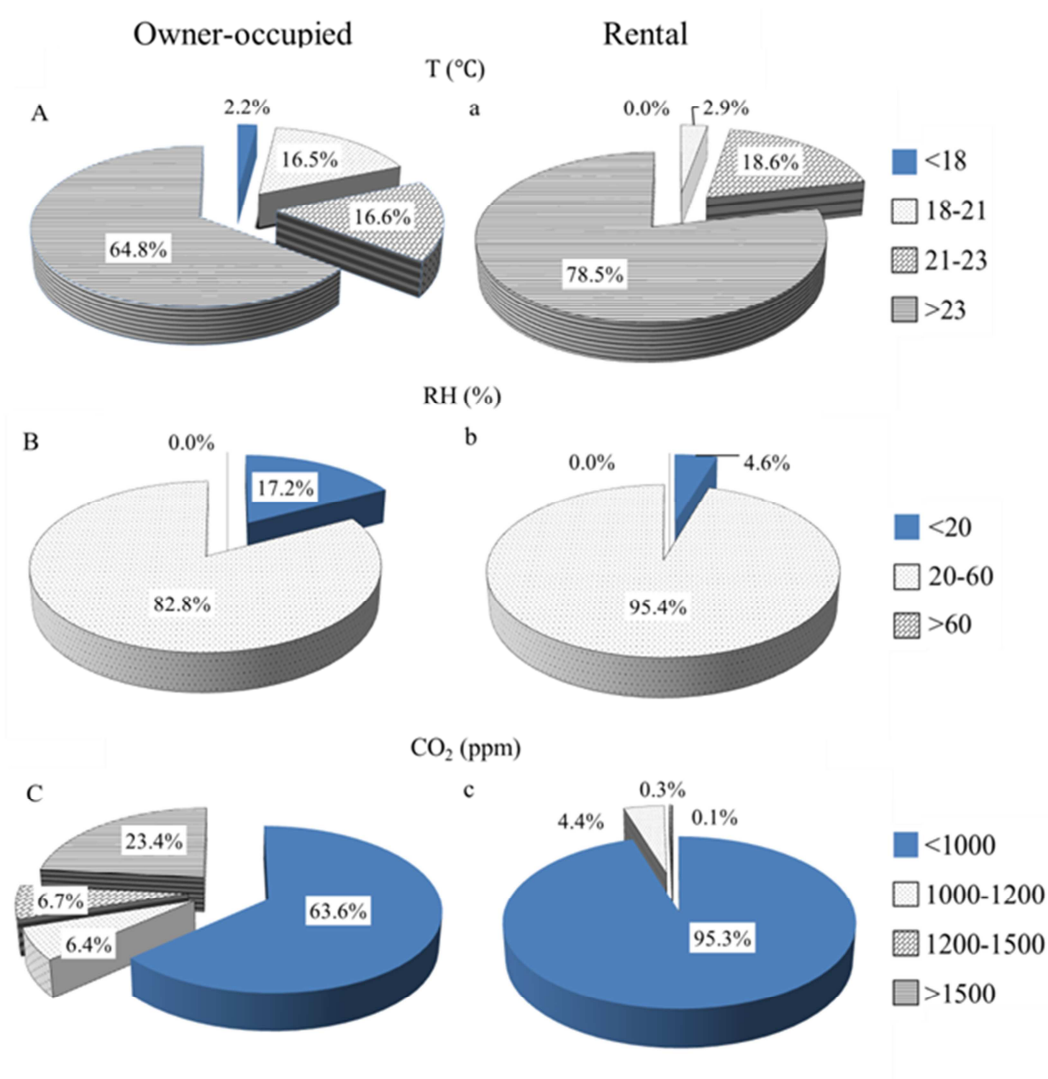 Owner-occupied Rental
T (℃)
A a
2.2% 0.0% 2.9%
16.5% 18.6% <18
16.6% 18-21
64.8% 78.5% 21-23
>23
RH (%)
B b
0.0% 0.0% 4.6%
17.2% <20
82.8% 95.4% 20-60
>60
CO₂ (ppm)
C c
0.3%
4.4% 0.1%
23.4% <1000
6.7% 63.6% 1000-1200
6.4% 95.3% 1200-1500
>1500